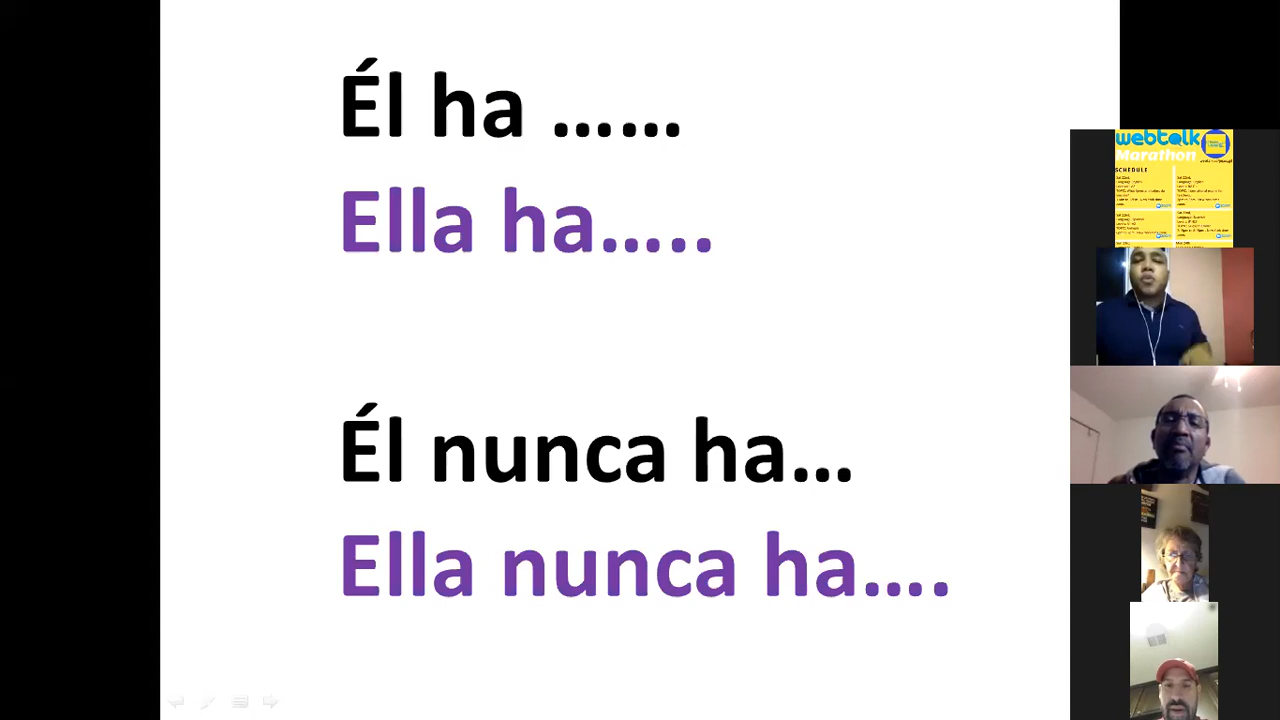 Él ha ……
Ella ha…..
Él nunca ha…
Ella nunca ha….
webtalk
Marathon
SCHEDULE